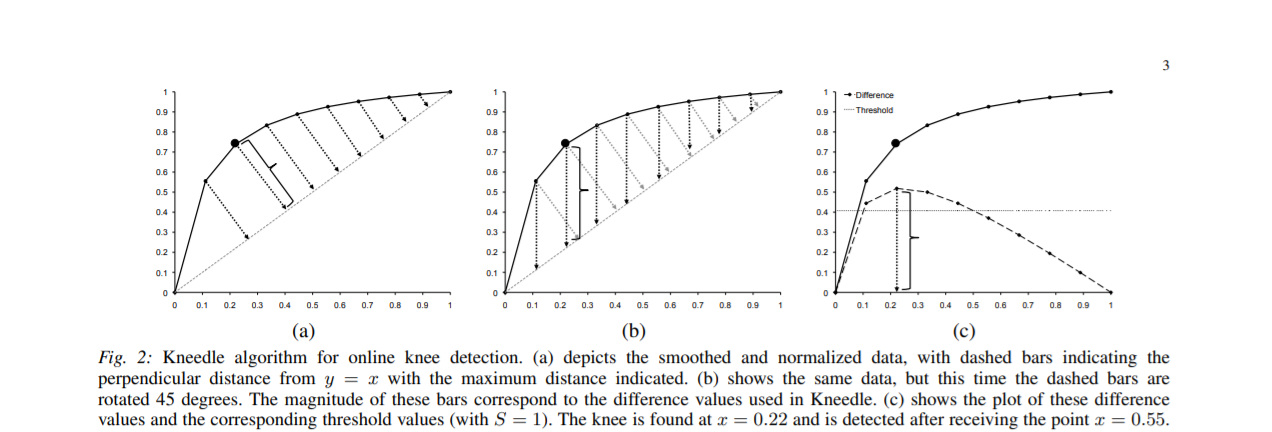 3
1
0.9
0.8
0.7
0.6
0.5
0.4
0.3
0.2
0.1
0
0 0.1 0.2 0.3 0.4 0.5 0.6 0.7 0.8 0.9 1
(a)
1
0.9
0.8
0.7
0.6
0.5
0.4
0.3
0.2
0.1
0
0 0.1 0.2 0.3 0.4 0.5 0.6 0.7 0.8 0.9 1
(b)
Difference
Threshold
1
0.9
0.8
0.7
0.6
0.5
0.4
0.3
0.2
0.1
0
0 0.1 0.2 0.3 0.4 0.5 0.6 0.7 0.8 0.9 1
(c)
Fig. 2: Kneedle algorithm for online knee detection. (a) depicts the smoothed and normalized data, with dashed bars indicating the
perpendicular distance from y = x with the maximum distance indicated. (b) shows the same data, but this time the dashed bars are
rotated 45 degrees. The magnitude of these bars correspond to the difference values used in Kneedle. (c) shows the plot of these difference
values and the corresponding threshold values (with S = 1). The knee is found at x = 0.22 and is detected after receiving the point x = 0.55.